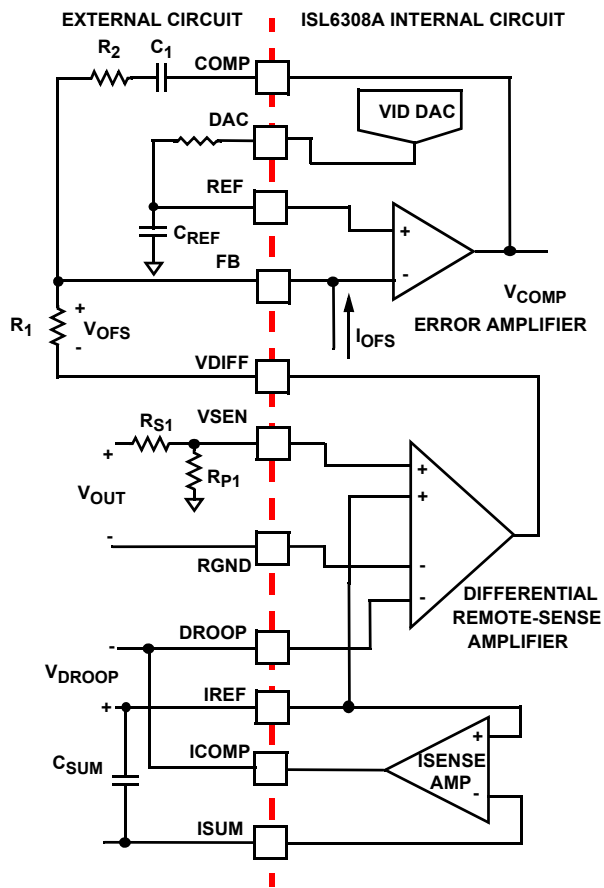 EXTERNAL CIRCUIT
ISL6308A INTERNAL CIRCUIT
R2
C1
COMP
DAC
VID DAC
REF
+
CREF
FB
-
VCOMP
ERROR AMPLIFIER
IOFS
R1
+
VOFS
-
VDIFF
RS1
VSEN
+
RP1
+
VOUT
+
-
RGND
-
-
DIFFERENTIAL
REMOTE-SENSE
AMPLIFIER
-
DROOP
VDROOP
+
IREF
ICOMP
+
ISENSE
AMP
-
CSUM
ISUM